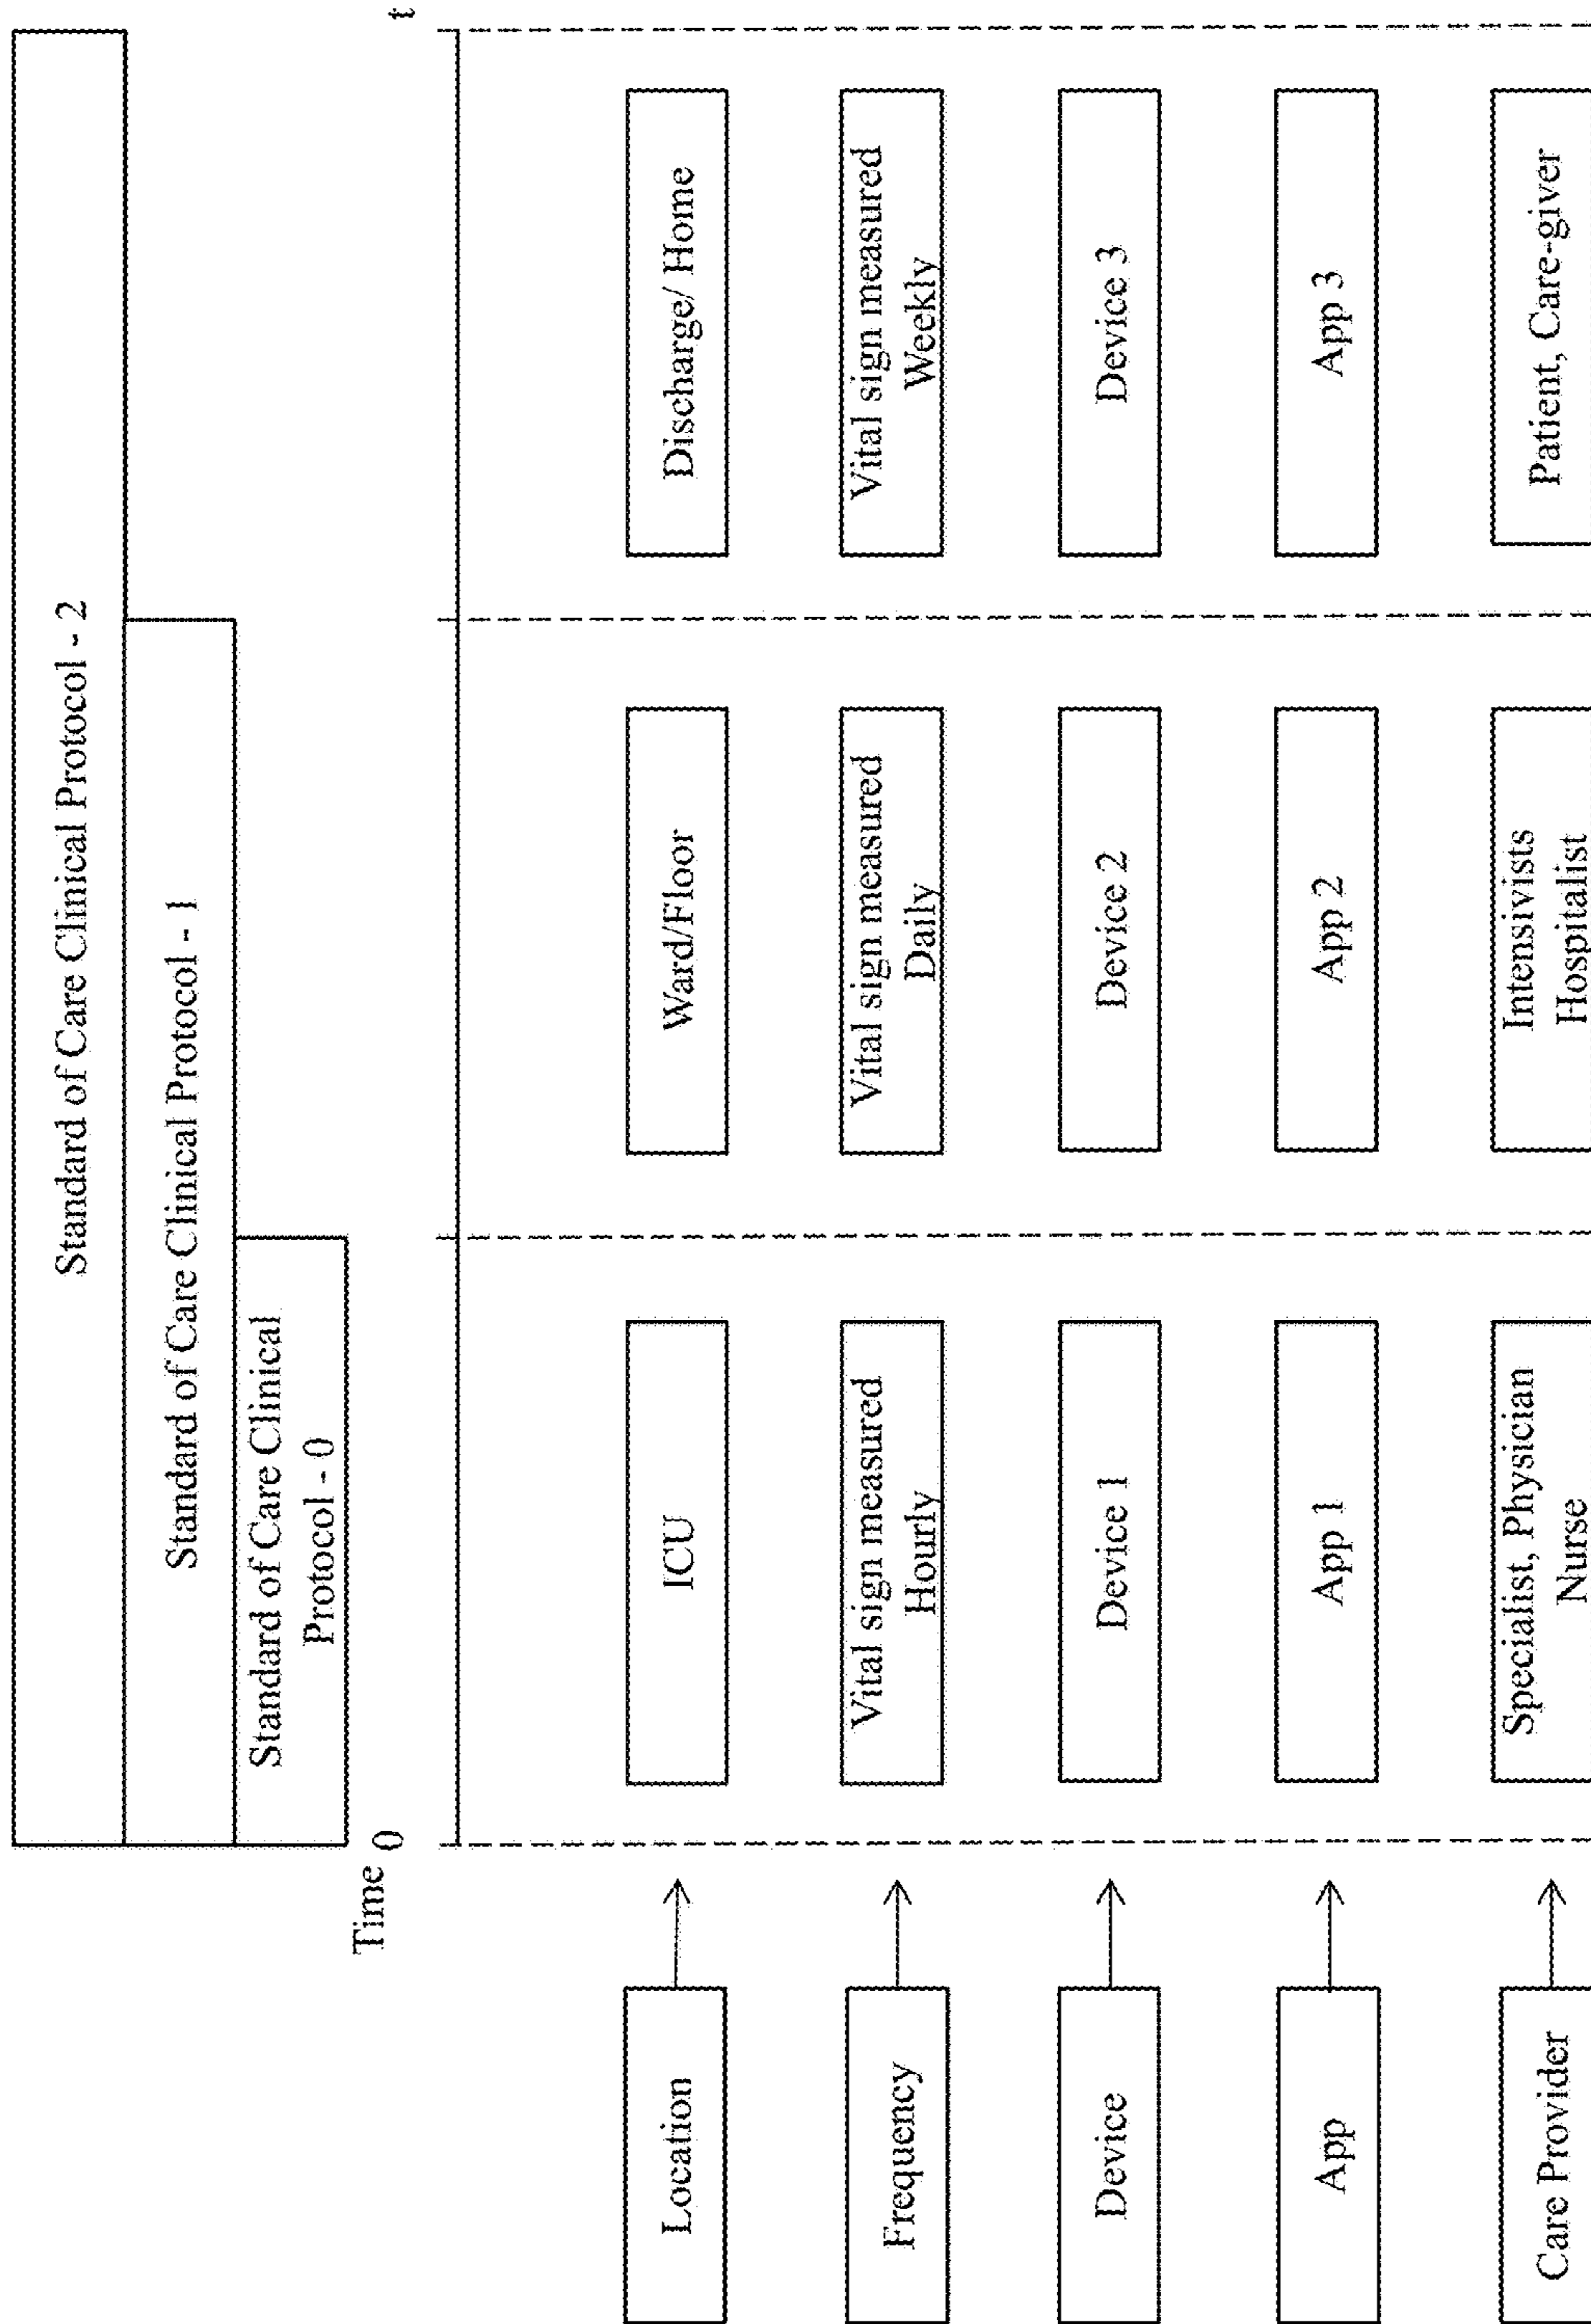 Standard of Care Clinical Protocol - 2
Standard of Care Clinical Protocol - 1
Standard of Care Clinical
Protocol - 0
Time
0
t
Location
ICU
Ward/Floor
Discharge/ Home
Frequency
Vital sign measured
Hourly
Vital sign measured
Daily
Vital sign measured
Weekly
Device
Device 1
Device 2
Device 3
App
App 1
App 2
App 3
Care Provider
Specialist, Physician
Nurse
Intensivists
Hospitalist
Patient, Care-giver